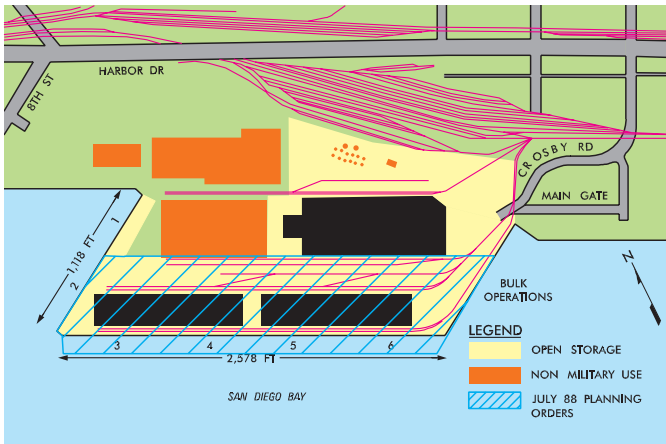 HARBOR DR
8TH ST
CROSBY RD
MAIN GATE
1
1,118 FT
2
N
BULK
OPERATIONS
3 4 5 6
2,578 FT
SAN DIEGO BAY
LEGEND
OPEN STORAGE
NON MILITARY USE
JULY 88 PLANNING
ORDERS